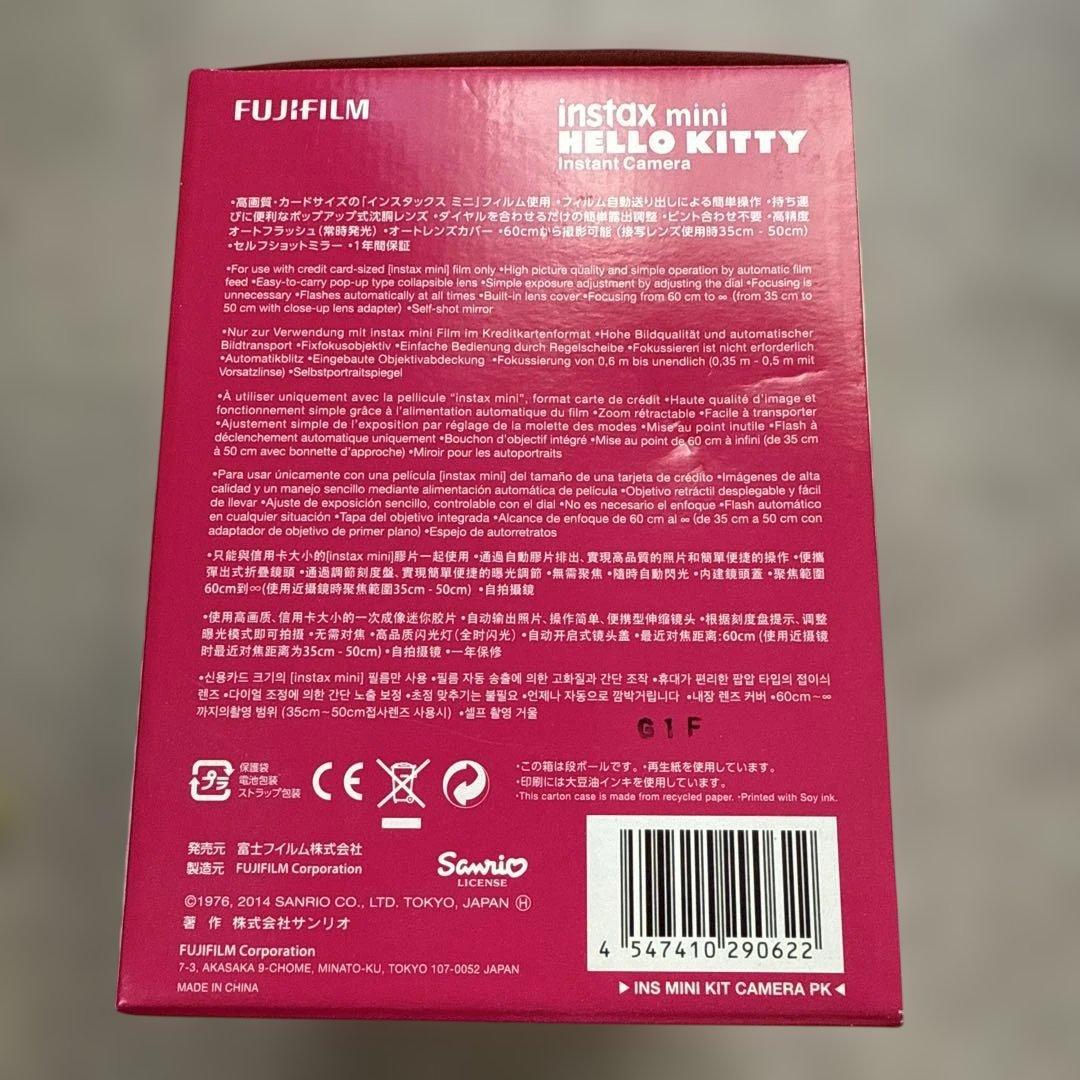 FUJIFILM
instax mini
HELLO KITTY
Instant Camera
•高画質・カードサイズの「インスタックス ミニ」フィルム使用 •フィルム自動送り出しによる簡単操作 •持ち運
びに便利なポップアップ式沈胴レンズ •ダイヤルを合わせるだけの簡単露出調整 •ピント合わせ不要 •高精度
オートフラッシュ(常時発光) •オートレンズカバー •60cmから撮影可能 (接写レンズ使用時35cm - 50cm)
•セルフショットミラー •1年間保証
•For use with credit card-sized [instax mini] film only •High picture quality and simple operation by automatic film
feed •Easy-to-carry pop-up type collapsible lens •Simple exposure adjustment by adjusting the dial •Focusing is
unnecessary •Flashes automatically at all times •Built-in lens cover •Focusing from 60 cm to ∞ (from 35 cm to
50 cm with close-up lens adapter) •Self-shot mirror
•Nur zur Verwendung mit instax mini Film im Kreditkartenformat •Hohe Bildqualität und automatischer
Bildtransport •Fixfokusobjektiv •Einfache Bedienung durch Regelscheibe •Fokussieren ist nicht erforderlich
•Automatikblitz •Eingebaute Objektivabdeckung •Fokussierung von 0,6 m bis unendlich (0,35 m - 0,5 m mit
Vorsatzlinse) •Selbstportraitspiegel
•À utiliser uniquement avec la pellicule "instax mini", format carte de crédit •Haute qualité d'image et
fonctionnement simple grâce à l'alimentation automatique du film •Zoom rétractable •Facile à transporter
•Ajustement simple de l'exposition par réglage de la molette des modes •Mise au point inutile •Flash à
déclenchement automatique uniquement •Bouchon d'objectif intégré •Mise au point de 60 cm à infini (de 35 cm
à 50 cm avec bonnette d'approche) •Miroir pour les autoportraits
•Para usar únicamente con una película [instax mini] del tamaño de una tarjeta de crédito •Imágenes de alta
calidad y un manejo sencillo mediante alimentación automática de película •Objetivo retráctil desplegable y fácil
de llevar •Ajuste de exposición sencillo, controlable con el dial •No es necesario el enfoque •Flash automático
en cualquier situación •Tapa del objetivo integrada •Alcance de enfoque de 60 cm al ∞ (de 35 cm a 50 cm con
adaptador de objetivo de primer plano) •Espejo de autorretratos
•只能與信用卡大小的[instax mini]膠片一起使用 •通過自動膠片排出、實現高品質的照片和簡單便捷的操作 •便攜
彈出式折疊鏡頭 •通過調節刻度盤、實現簡單便捷的曝光調節 •無需聚焦 •隨時自動閃光 •内建鏡頭蓋 •聚焦範圍
60cm到∞(使用近攝鏡時聚焦範圍35cm - 50cm) •自拍攝鏡
•使用高画质、信用卡大小的一次成像迷你胶片 •自动输出照片、操作简单、便携型伸缩镜头 •根据刻度盘提示、调整
曝光模式即可拍摄 •无需对焦 •高品质闪光灯(全时闪光) •自动开启式镜头盖 •最近对焦距离:60cm (使用近摄镜
时最近对焦距离为35cm - 50cm) •自拍摄镜 •一年保修
•신용카드 크기의 [instax mini] 필름만 사용 •필름 자동 송출에 의한 고화질과 간단 조작 •휴대가 편리한 팝압 타입의 접이식
렌즈 •다이얼 조정에 의한 간단 노출 보정 •초점 맞추기는 불필요 •언제나 자동으로 깜박거립니다 •내장 렌즈 커버 •60cm~∞
까지의촬영 범위 (35cm~50cm접사렌즈 사용시) •셀프 촬영 거울
G1F
プラ
保護袋
電池包装
ストラップ包装
CE
•この箱は段ボールです。•再生紙を使用しています。
•印刷には大豆油インキを使用しています。
•This carton case is made from recycled paper. •Printed with Soy ink.
発売元 富士フイルム株式会社
製造元 FUJIFILM Corporation
Sanrio
LICENSE
©1976, 2014 SANRIO CO., LTD. TOKYO, JAPAN Ⓗ
著 作 株式会社サンリオ
FUJIFILM Corporation
7-3, AKASAKA 9-CHOME, MINATO-KU, TOKYO 107-0052 JAPAN
MADE IN CHINA
4 547410 290622
▶ INS MINI KIT CAMERA PK ◀